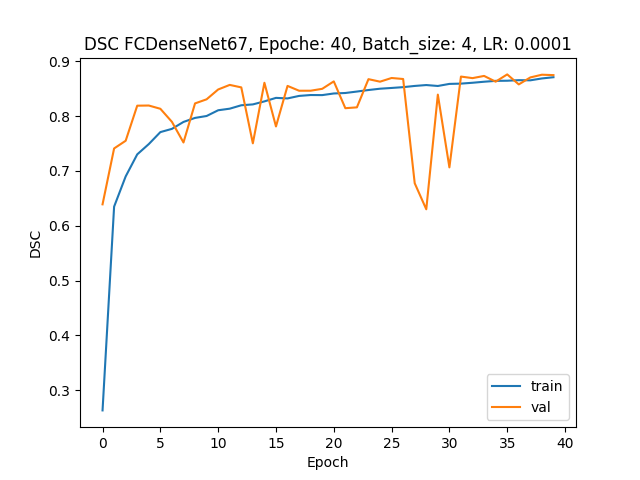 DSC FCDenseNet67, Epoche: 40, Batch_size: 4, LR: 0.0001
0.9
0.8
0.7
0.6
0.5
0.4
0.3
DSC
0 5 10 15 20 25 30 35 40
Epoch
train
val